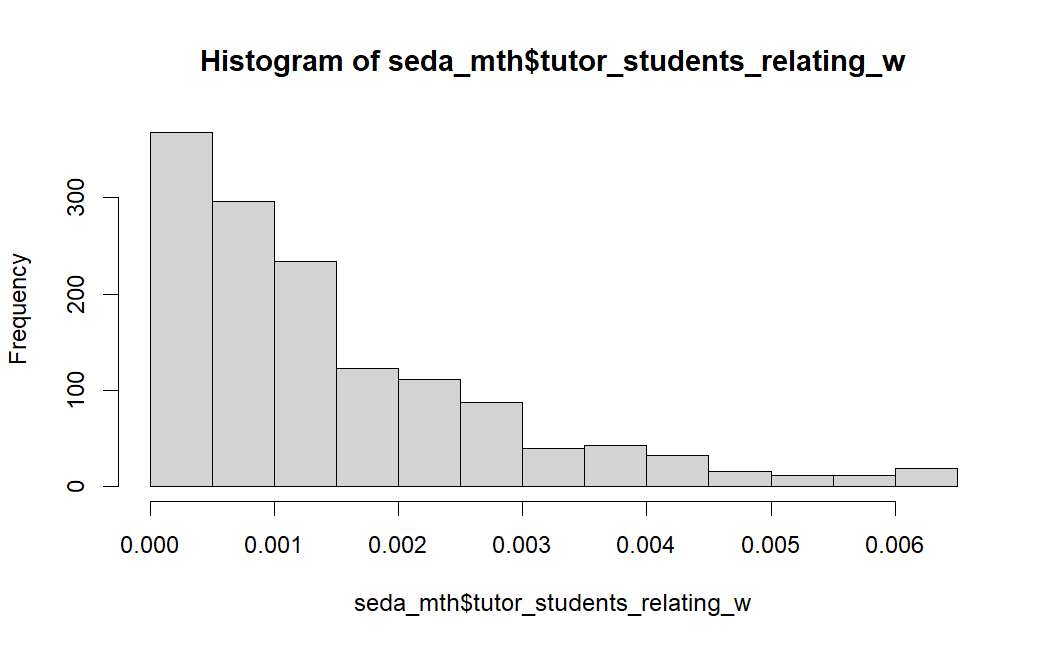 Histogram of seda_mth$tutor_students_relating_w
Frequency
300
200
100
0
0.000 0.001 0.002 0.003 0.004 0.005 0.006
seda_mth$tutor_students_relating_w